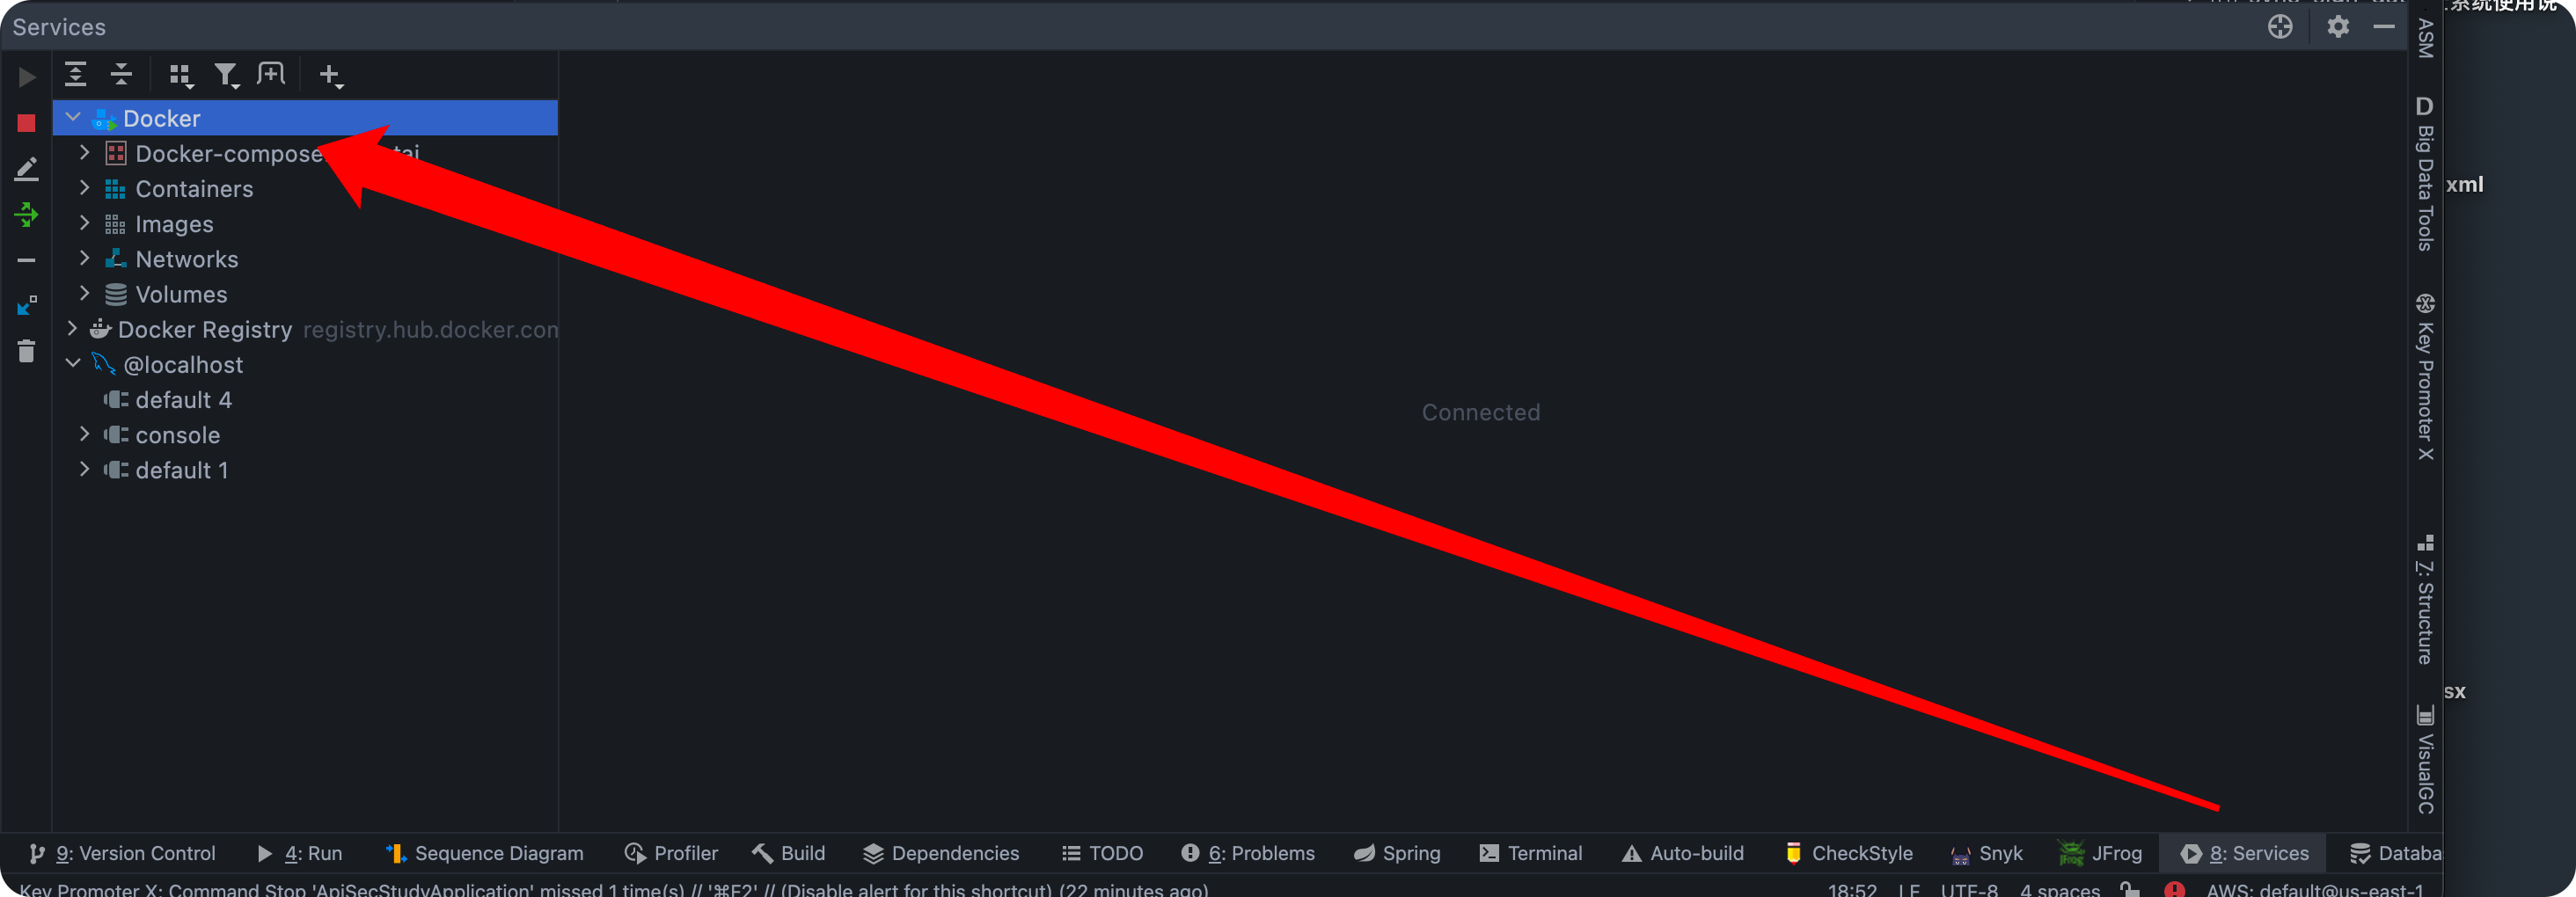 系统使用说
Services
ASM
Docker
D
Big Data Tools
Docker-compose
tai
xml
Containers
Images
Networks
Volumes
Key Promoter X
Docker Registry registry.hub.docker.com
@localhost
default 4
Connected
console
default 1
7: Structure
sx
VisualGC
9: Version Control 4: Run Sequence Diagram Profiler Build Dependencies TODO 6: Problems Spring Terminal Auto-build CheckStyle Snyk JFrog 8: Services Databa
Key Promoter X: Command Stop 'ApiSecStudyApplication' missed 1 time(s) // '⌘F2' // (Disable alert for this shortcut) (22 minutes ago) 18:52 LF UTF-8 4 spaces AWS: default@us-east-1